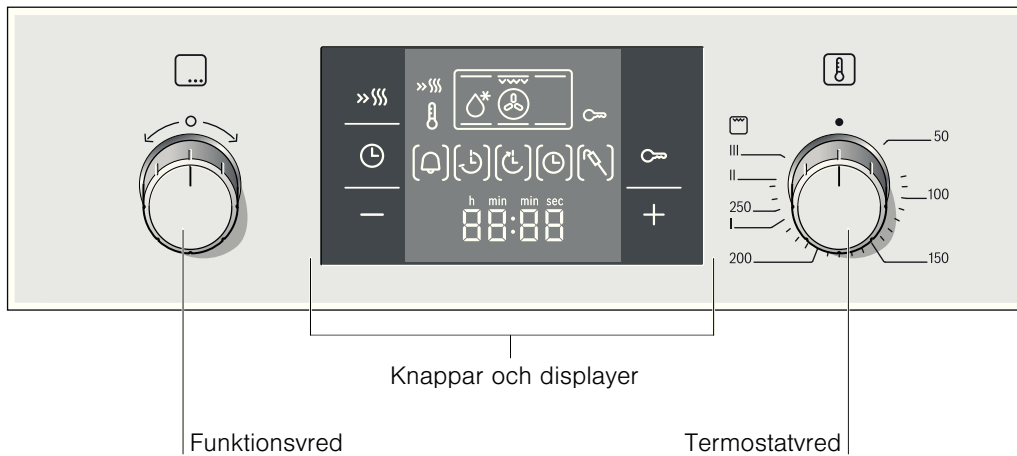 50
III
II
100
250
I
200
150
h min min sec
88:88
Knappar och displayer
Funktionsvred
Termostatvred